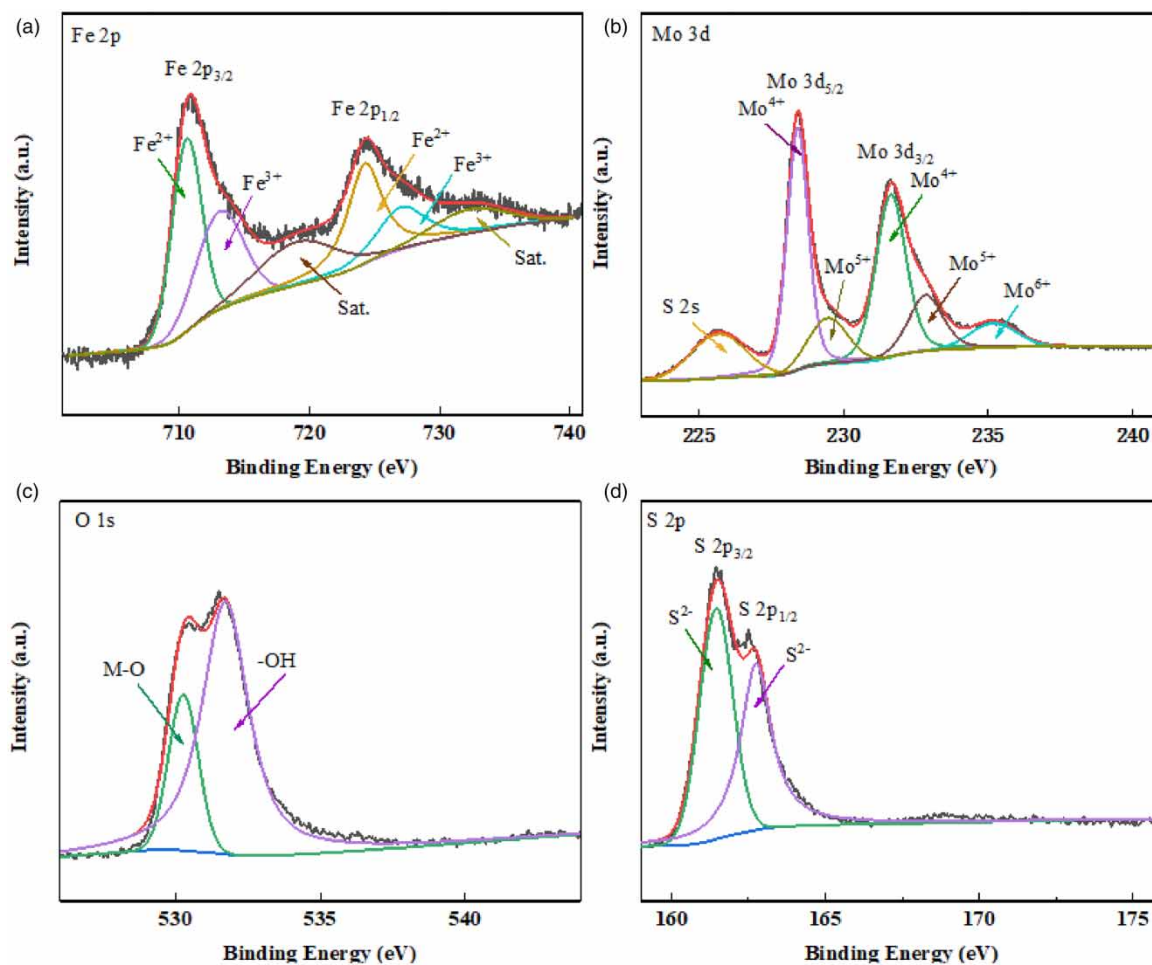 (a)
Fe 2p
Fe 2p3/2
Fe 2p1/2
Fe2+
Fe3+
Fe2+
Fe3+
Sat.
Sat.
Intensity (a.u.)
710 720 730 740
Binding Energy (eV)
(b)
Mo 3d
Mo 3d5/2
Mo4+
Mo 3d3/2
Mo4+
Mo5+
Mo5+
Mo6+
S 2s
Intensity (a.u.)
225 230 235 240
Binding Energy (eV)
(c)
O 1s
M-O
-OH
Intensity (a.u.)
530 535 540
Binding Energy (eV)
(d)
S 2p
S 2p3/2
S 2p1/2
S2-
S2-
Intensity (a.u.)
160 165 170 175
Binding Energy (eV)